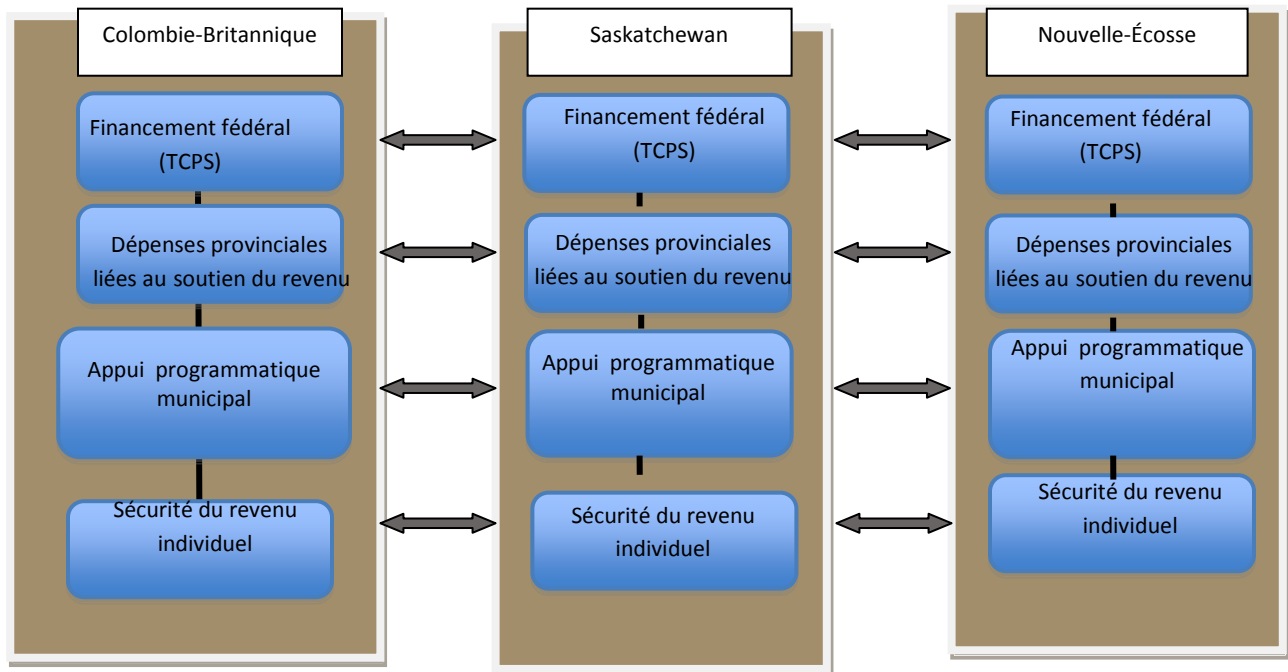 Colombie-Britannique
Financement fédéral
(TCPS)
Dépenses provinciales
liées au soutien du revenu
Appui programmatique
municipal
Sécurité du revenu
individuel
Saskatchewan
Financement fédéral
(TCPS)
Dépenses provinciales
liées au soutien du revenu
Appui programmatique
municipal
Sécurité du revenu
individuel
Nouvelle-Écosse
Financement fédéral
(TCPS)
Dépenses provinciales
liées au soutien du revenu
Appui programmatique
municipal
Sécurité du revenu
individuel